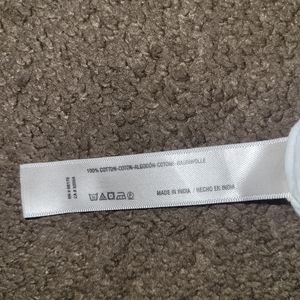 100% COTTON-COTON-ALGODÓN-COTONE-BAUMWOLLE
MADE IN INDIA / HECHO EN INDIA